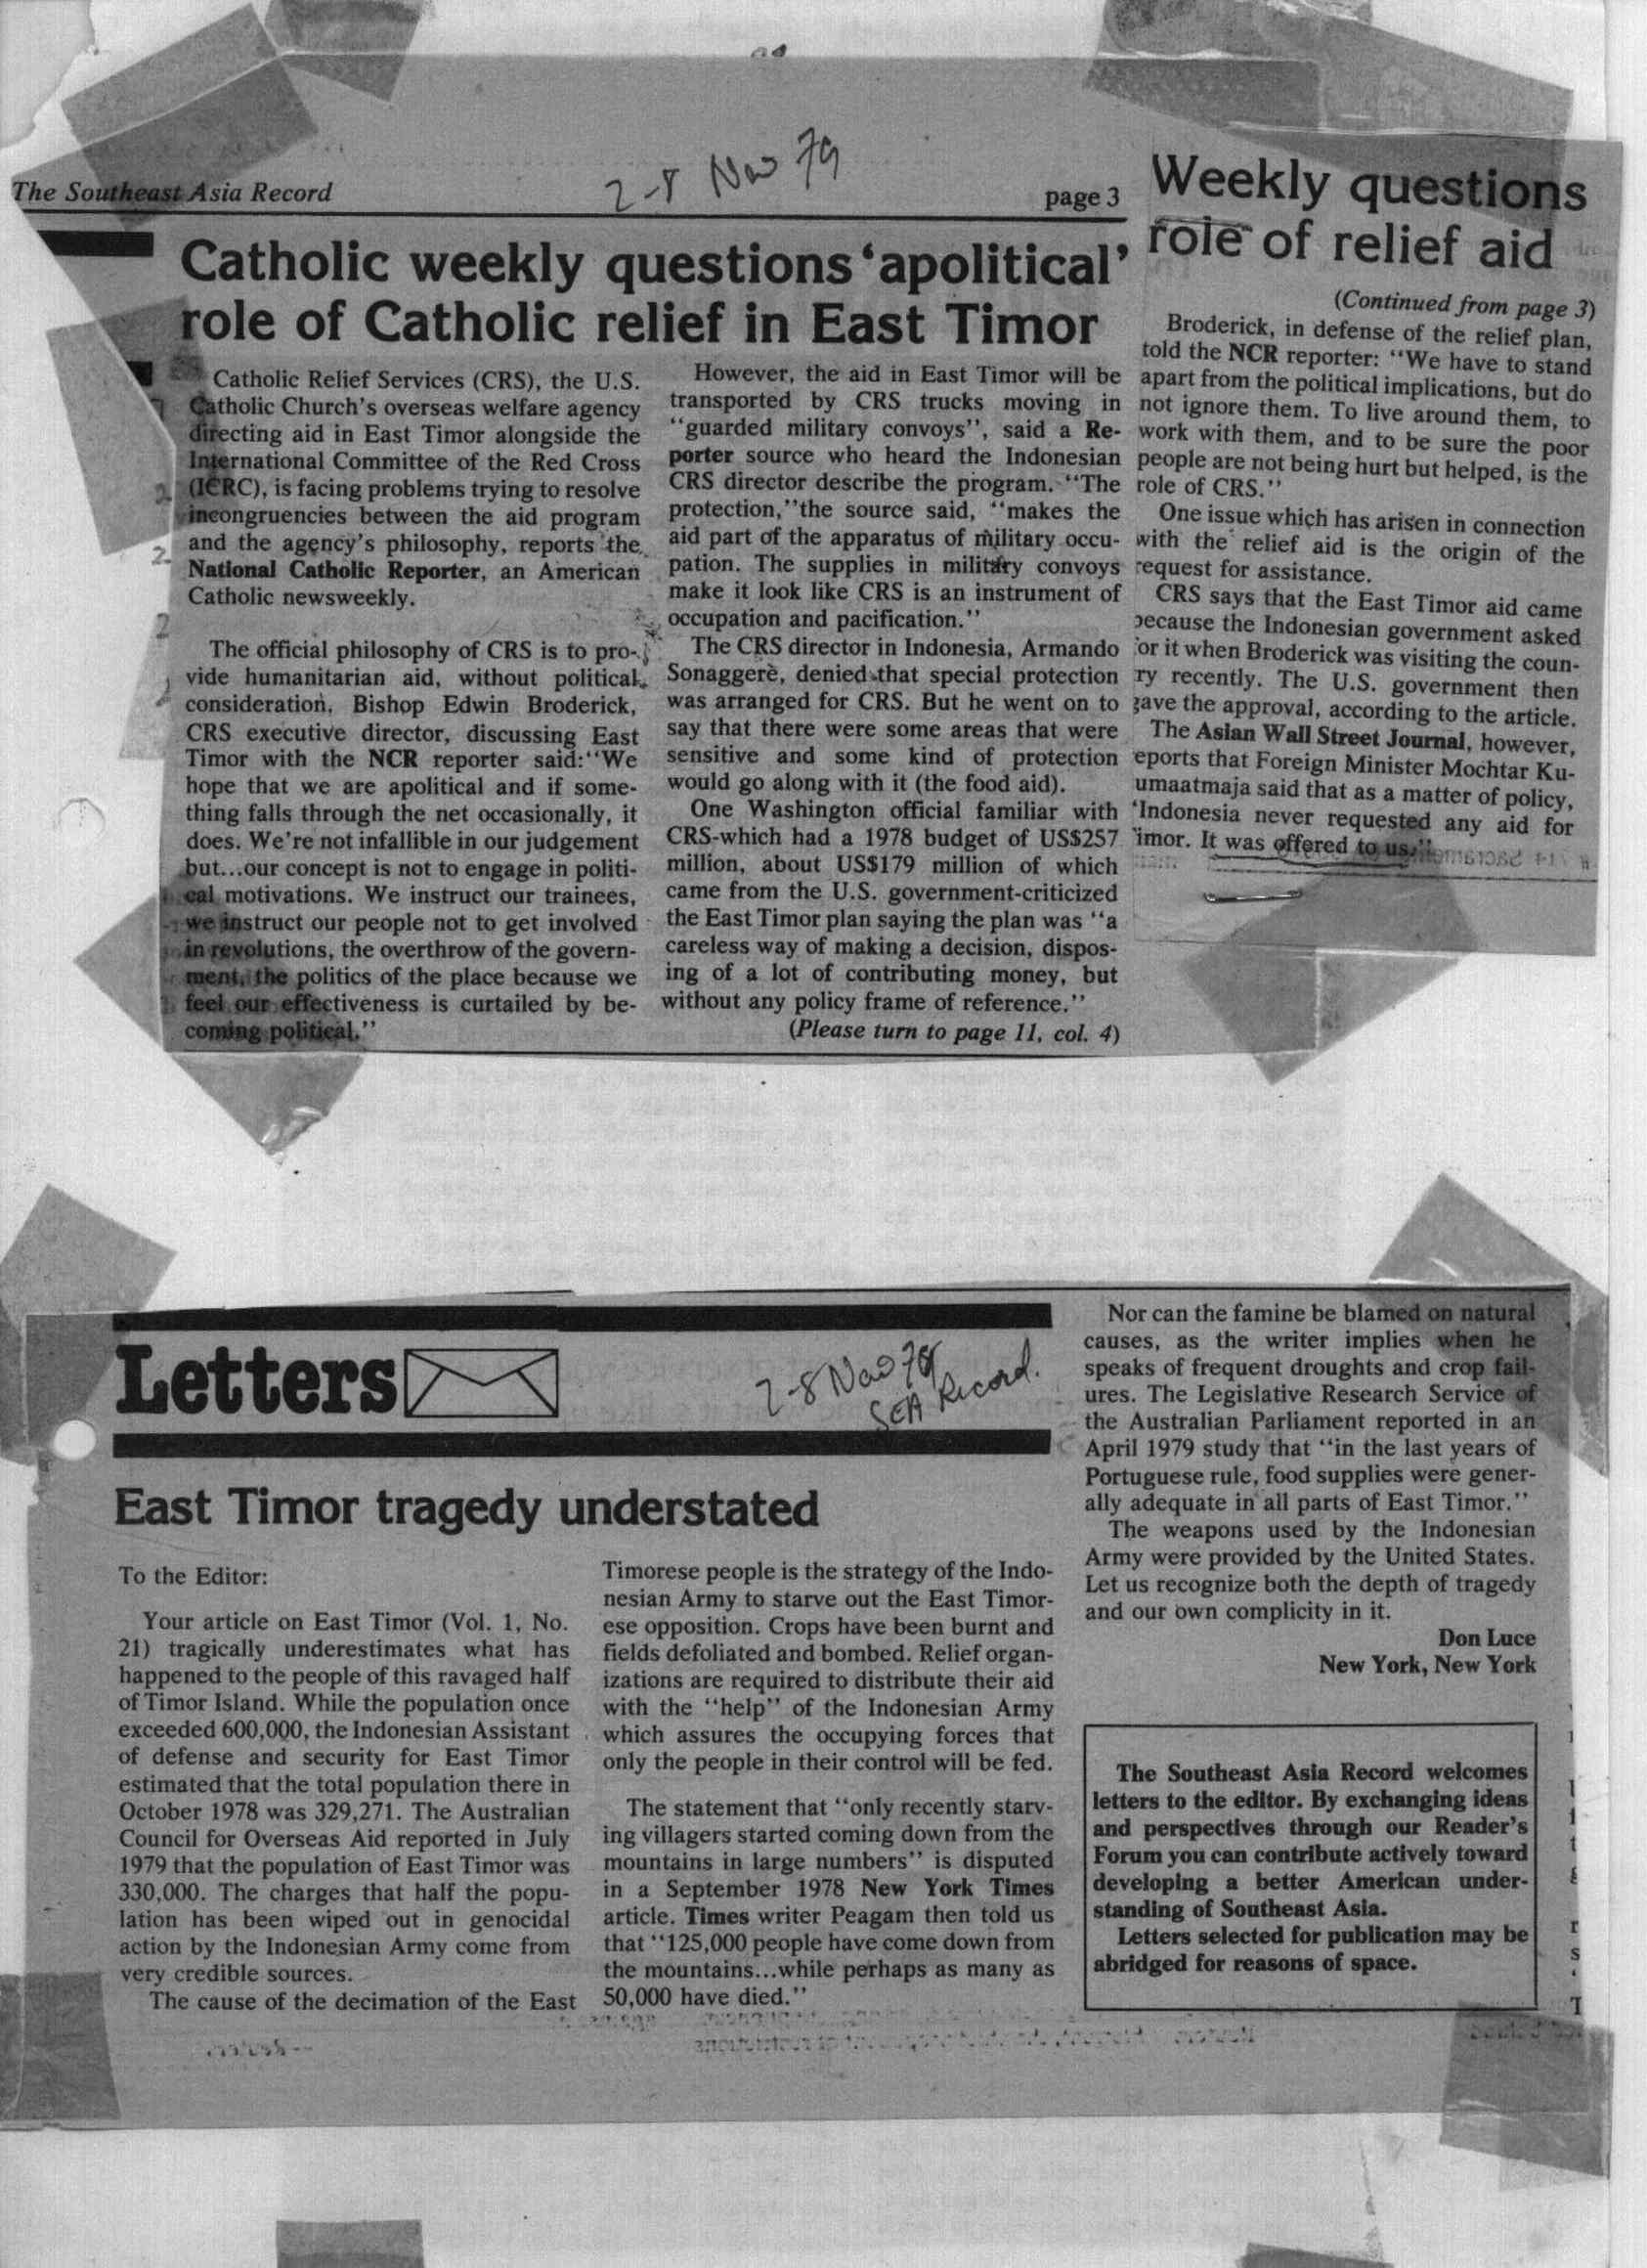 The Southeast Asia Record
2-8 Nov 79
page 3
Catholic weekly questions 'apolitical'
role of Catholic relief in East Timor
Catholic Relief Services (CRS), the U.S.
Catholic Church's overseas welfare agency
directing aid in East Timor alongside the
International Committee of the Red Cross
(ICRC), is facing problems trying to resolve
incongruencies between the aid program
and the agency's philosophy, reports the
National Catholic Reporter, an American
Catholic newsweekly.
The official philosophy of CRS is to pro-
vide humanitarian aid, without political
consideration, Bishop Edwin Broderick,
CRS executive director, discussing East
Timor with the NCR reporter said:''We
hope that we are apolitical and if some-
thing falls through the net occasionally, it
does. We're not infallible in our judgement
but...our concept is not to engage in politi-
cal motivations. We instruct our trainees,
we instruct our people not to get involved
in revolutions, the overthrow of the govern-
ment, the politics of the place because we
feel our effectiveness is curtailed by be-
coming political.''
However, the aid in East Timor will be
transported by CRS trucks moving in
''guarded military convoys'', said a Re-
porter source who heard the Indonesian
CRS director describe the program. ''The
protection,''the source said, ''makes the
aid part of the apparatus of military occu-
pation. The supplies in military convoys
make it look like CRS is an instrument of
occupation and pacification.''
The CRS director in Indonesia, Armando
Sonaggere, denied that special protection
was arranged for CRS. But he went on to
say that there were some areas that were
sensitive and some kind of protection
would go along with it (the food aid).
One Washington official familiar with
CRS-which had a 1978 budget of US$257
million, about US$179 million of which
came from the U.S. government-criticized
the East Timor plan saying the plan was ''a
careless way of making a decision, dispos-
ing of a lot of contributing money, but
without any policy frame of reference.''
(Please turn to page 11, col. 4)
Weekly questions
role of relief aid
(Continued from page 3)
Broderick, in defense of the relief plan,
told the NCR reporter: ''We have to stand
apart from the political implications, but do
not ignore them. To live around them, to
work with them, and to be sure the poor
people are not being hurt but helped, is the
role of CRS.''
One issue which has arisen in connection
with the relief aid is the origin of the
request for assistance.
CRS says that the East Timor aid came
because the Indonesian government asked
for it when Broderick was visiting the coun-
ry recently. The U.S. government then
gave the approval, according to the article.
The Asian Wall Street Journal, however,
eports that Foreign Minister Mochtar Ku-
umaatmaja said that as a matter of policy,
'Indonesia never requested any aid for
imor. It was offered to us.''
Letters
2-8 Nov 79
SEA Record.
East Timor tragedy understated
To the Editor:
Your article on East Timor (Vol. 1, No.
21) tragically underestimates what has
happened to the people of this ravaged half
of Timor Island. While the population once
exceeded 600,000, the Indonesian Assistant
of defense and security for East Timor
estimated that the total population there in
October 1978 was 329,271. The Australian
Council for Overseas Aid reported in July
1979 that the population of East Timor was
330,000. The charges that half the popu-
lation has been wiped out in genocidal
action by the Indonesian Army come from
very credible sources.
The cause of the decimation of the East
Timorese people is the strategy of the Indo-
nesian Army to starve out the East Timor-
ese opposition. Crops have been burnt and
fields defoliated and bombed. Relief organ-
izations are required to distribute their aid
with the ''help'' of the Indonesian Army
which assures the occupying forces that
only the people in their control will be fed.
The statement that ''only recently starv-
ing villagers started coming down from the
mountains in large numbers'' is disputed
in a September 1978 New York Times
article. Times writer Peagam then told us
that ''125,000 people have come down from
the mountains...while perhaps as many as
50,000 have died.''
Nor can the famine be blamed on natural
causes, as the writer implies when he
speaks of frequent droughts and crop fail-
ures. The Legislative Research Service of
the Australian Parliament reported in an
April 1979 study that ''in the last years of
Portuguese rule, food supplies were gener-
ally adequate in all parts of East Timor.''
The weapons used by the Indonesian
Army were provided by the United States.
Let us recognize both the depth of tragedy
and our own complicity in it.
Don Luce
New York, New York
The Southeast Asia Record welcomes
letters to the editor. By exchanging ideas
and perspectives through our Reader's
Forum you can contribute actively toward
developing a better American under-
standing of Southeast Asia.
Letters selected for publication may be
abridged for reasons of space.